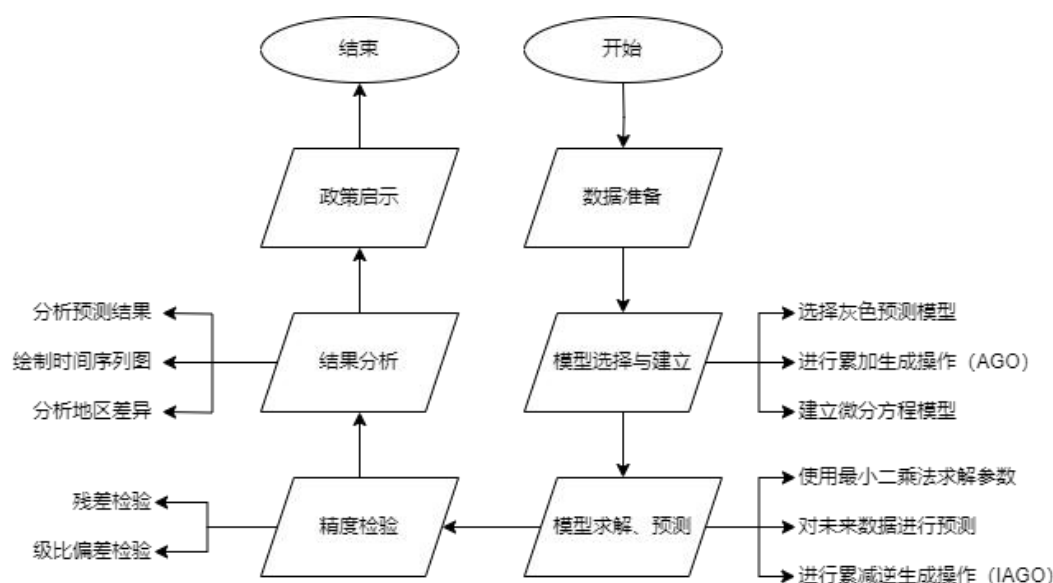 结束
开始
政策启示
数据准备
分析预测结果
绘制时间序列图
分析地区差异
结果分析
模型选择与建立
选择灰色预测模型
进行累加生成操作（AGO）
建立微分方程模型
残差检验
级比偏差检验
精度检验
模型求解、预测
使用最小二乘法求解参数
对未来数据进行预测
进行累减逆生成操作（IAGO）